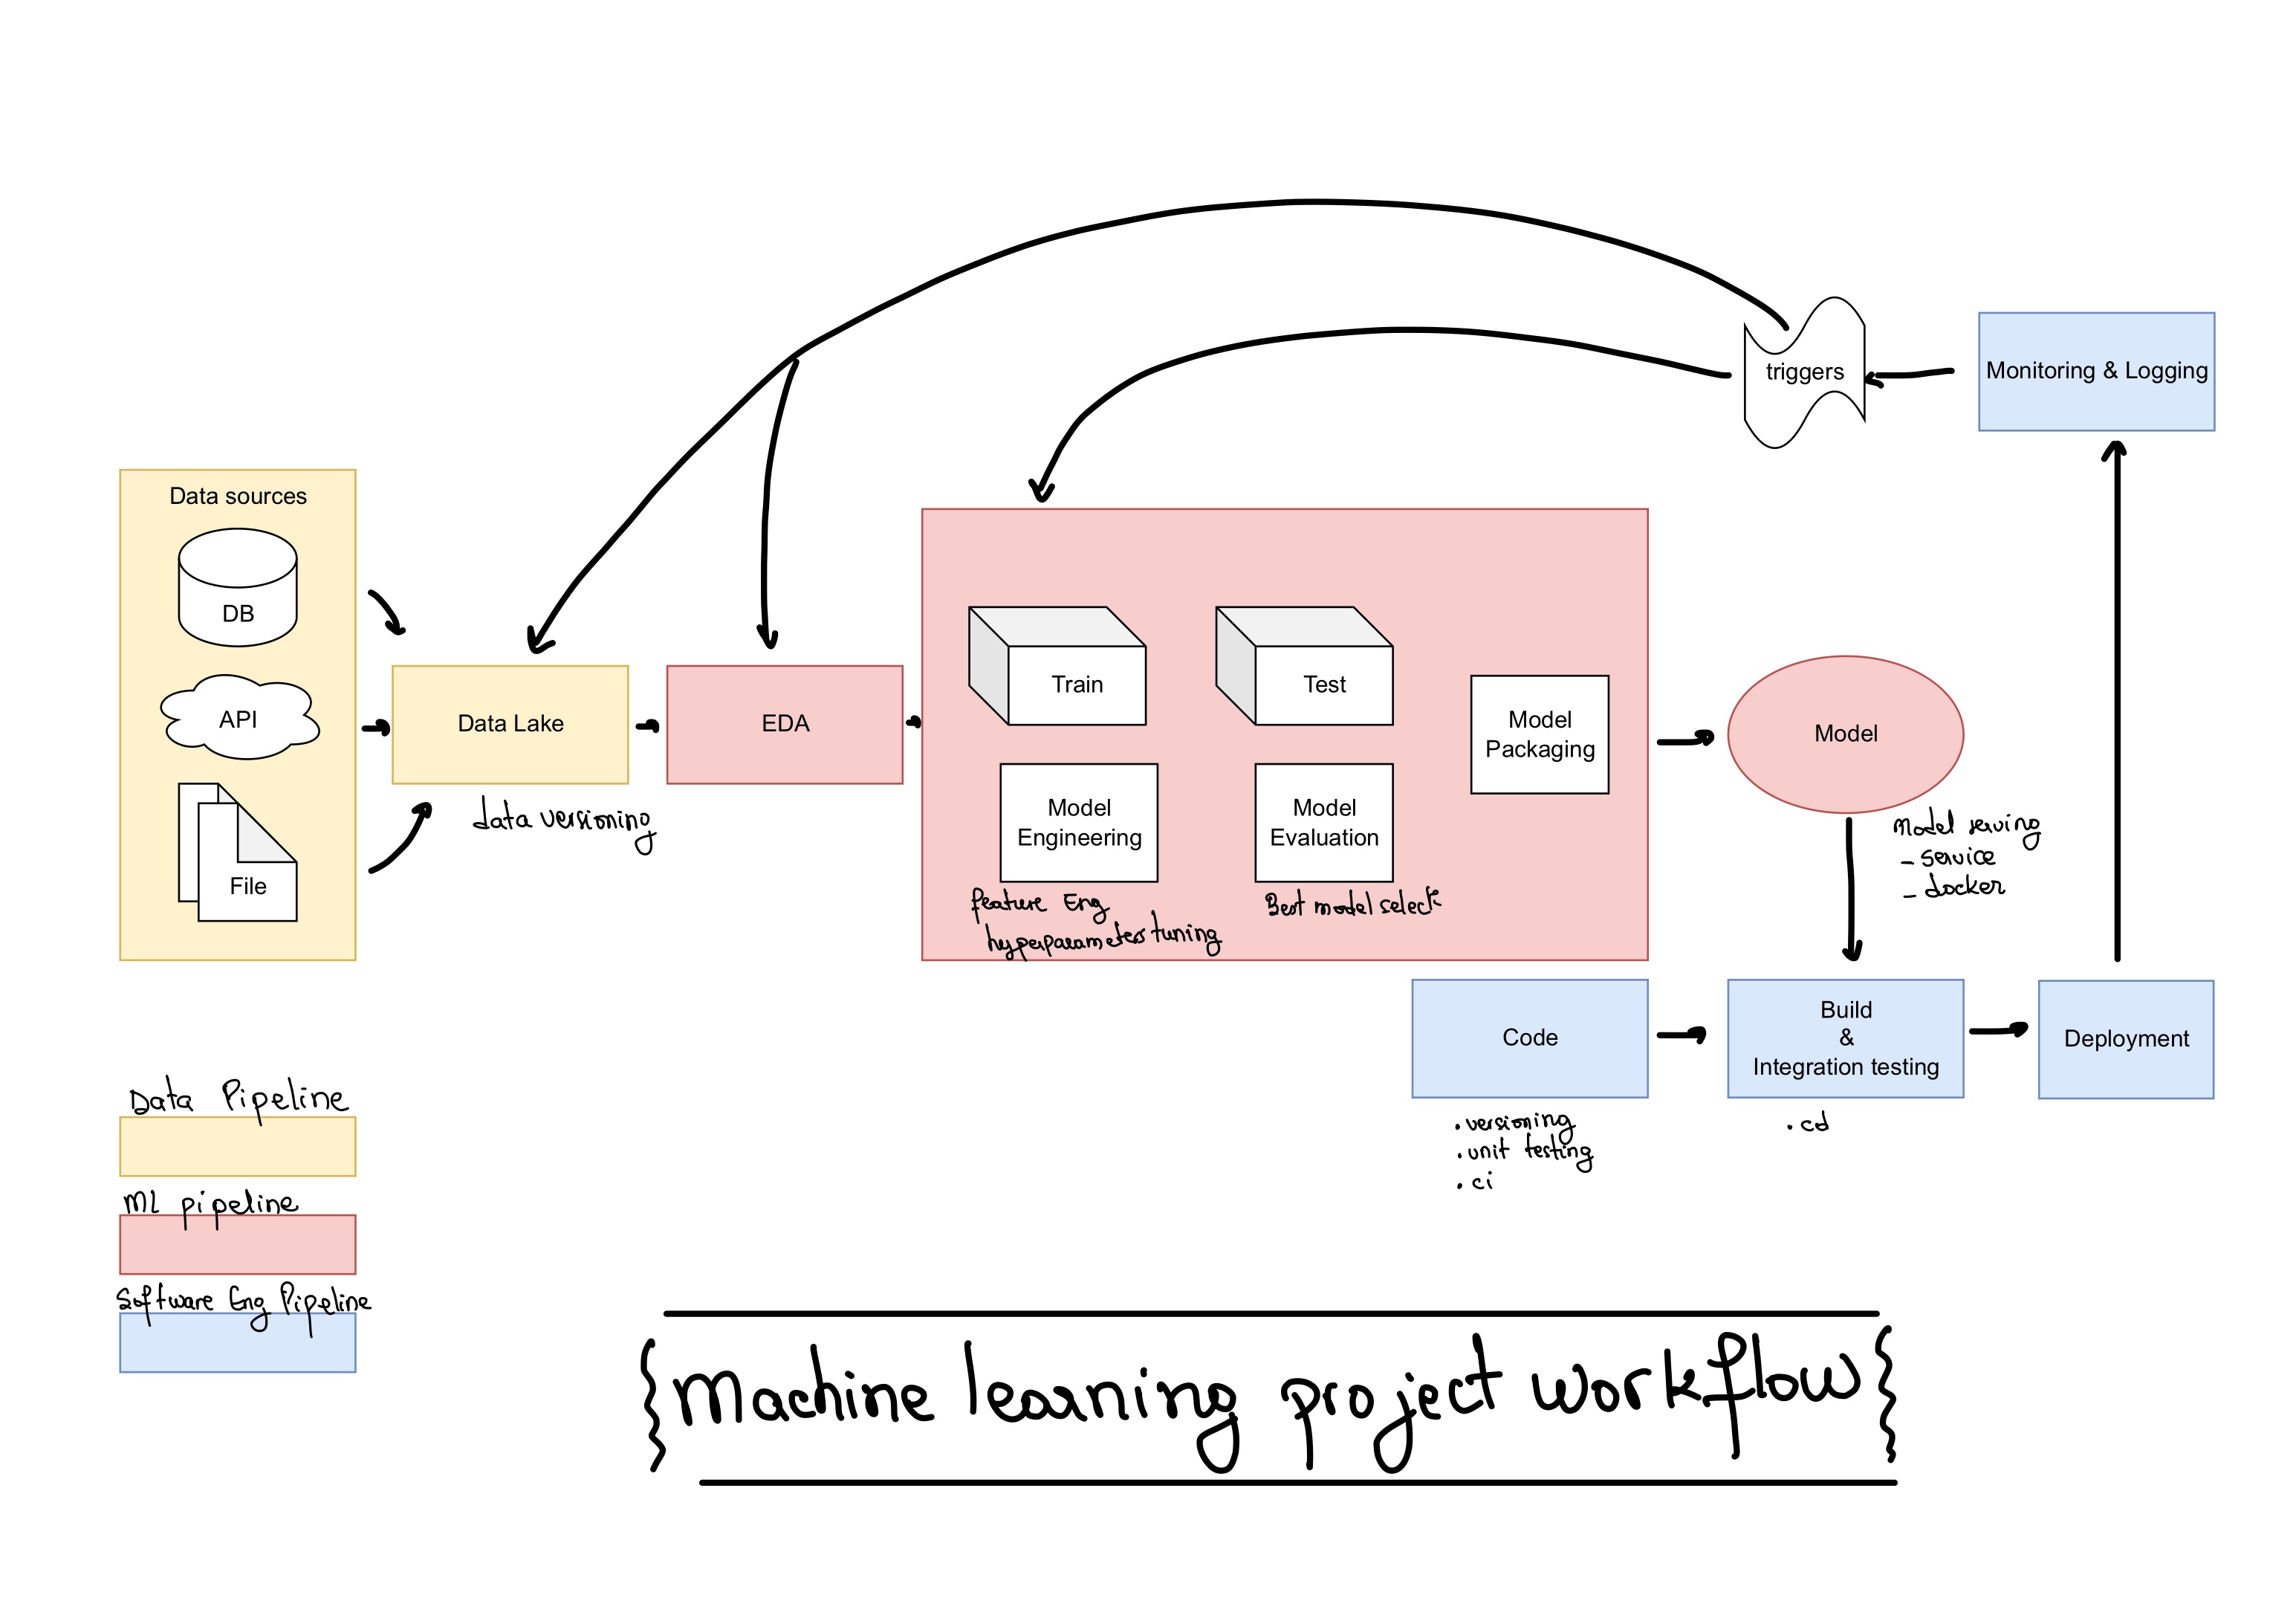 triggers
Monitoring & Logging
Data sources
DB
API
File
Data Lake
data versioning
EDA
Train
Test
Model
Packaging
Model
Engineering
Model
Evaluation
feature Eng
hyperparameters tuning
Best model selecti
Model
Model serving
- service
- docker
Code
Build
&
Integration testing
Deployment
. versioning
. unit testing
. ci
. cd
Data Pipeline
ML pipeline
Software Eng Pipeline
{Machine learning project workflow}